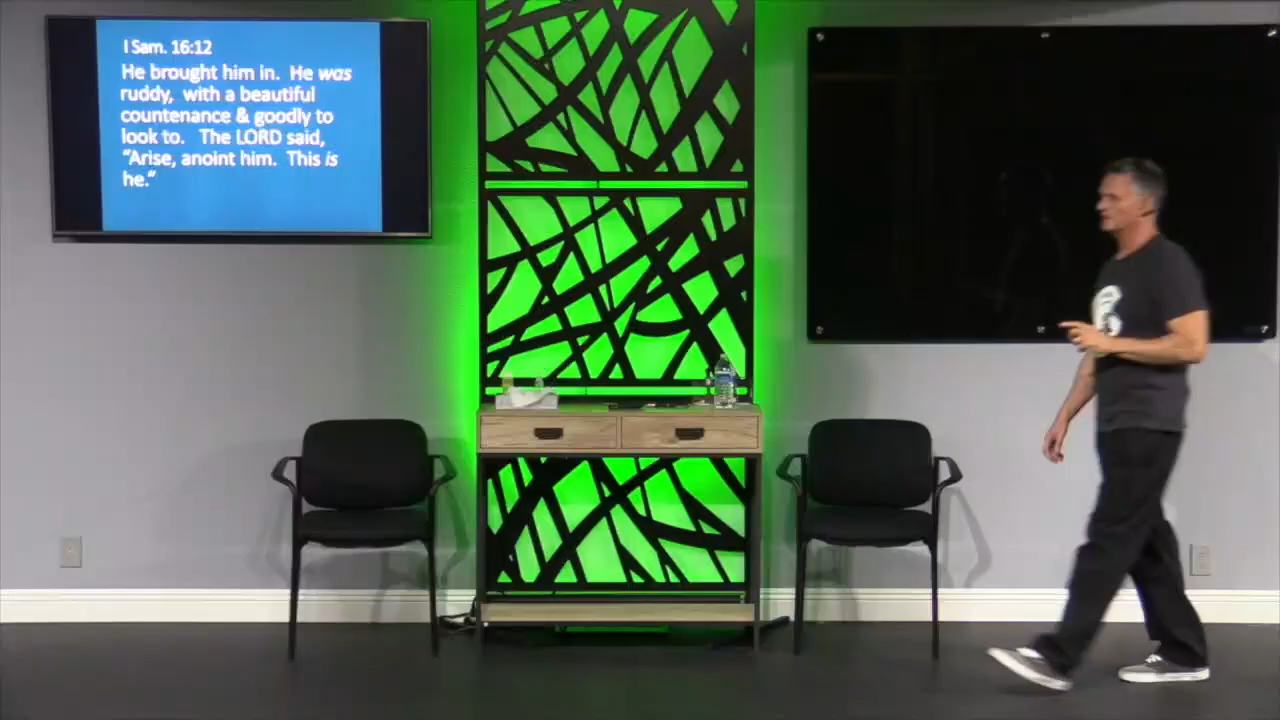 I Sam. 16:12
He brought him in.  He was
ruddy,  with a beautiful
countenance & goodly to
look to.   The LORD said,
“Arise, anoint him.  This is
he.”